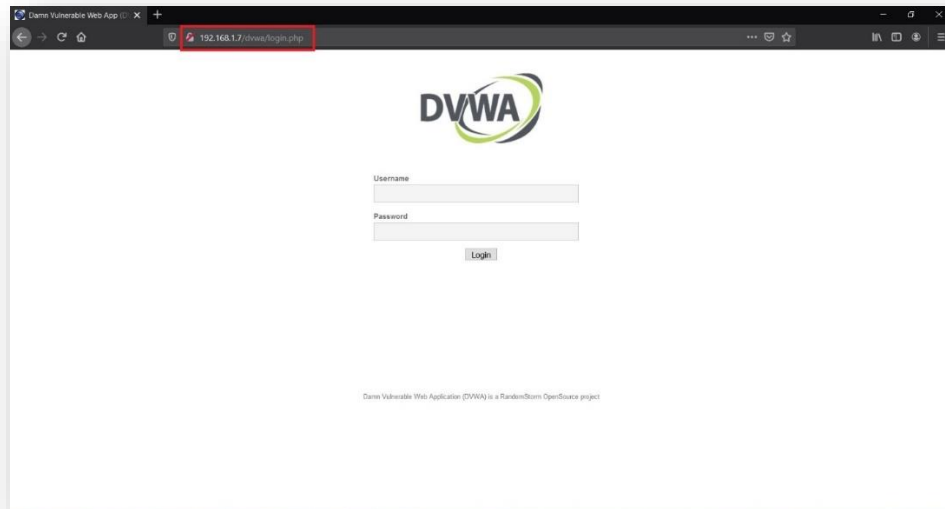 Damn Vulnerable Web App (D
192.168.1.7/dvwa/login.php
DVWA
Username
Password
Login
Damn Vulnerable Web Application (DVWA) is a RandomStorm OpenSource project